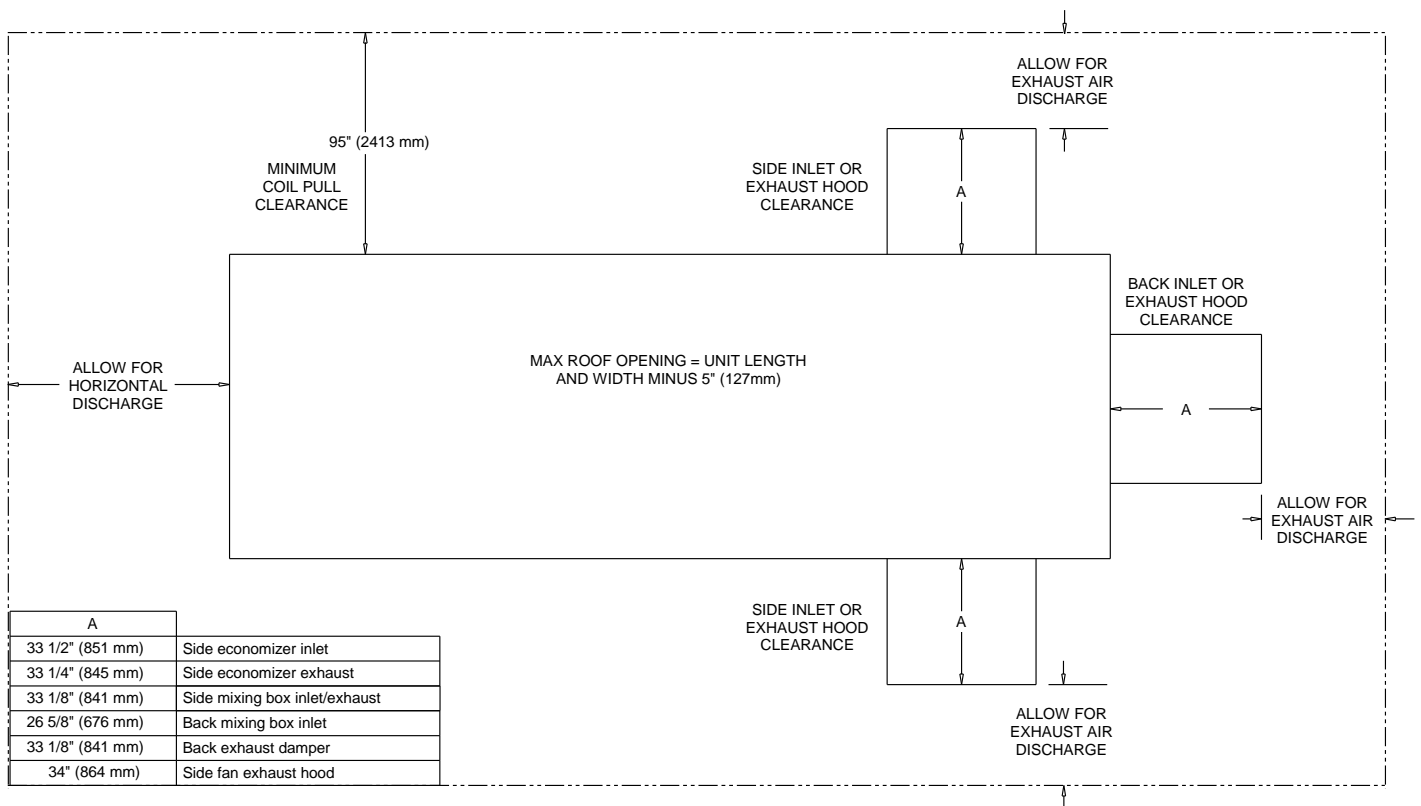 ALLOW FOR
EXHAUST AIR
DISCHARGE
95" (2413 mm)
MINIMUM
COIL PULL
CLEARANCE
SIDE INLET OR
EXHAUST HOOD
CLEARANCE
A
BACK INLET OR
EXHAUST HOOD
CLEARANCE
ALLOW FOR
HORIZONTAL
DISCHARGE
MAX ROOF OPENING = UNIT LENGTH
AND WIDTH MINUS 5" (127mm)
A
ALLOW FOR
EXHAUST AIR
DISCHARGE
SIDE INLET OR
EXHAUST HOOD
CLEARANCE
A
ALLOW FOR
EXHAUST AIR
DISCHARGE
A
33 1/2" (851 mm) Side economizer inlet
33 1/4" (845 mm) Side economizer exhaust
33 1/8" (841 mm) Side mixing box inlet/exhaust
26 5/8" (676 mm) Back mixing box inlet
33 1/8" (841 mm) Back exhaust damper
34" (864 mm) Side fan exhaust hood